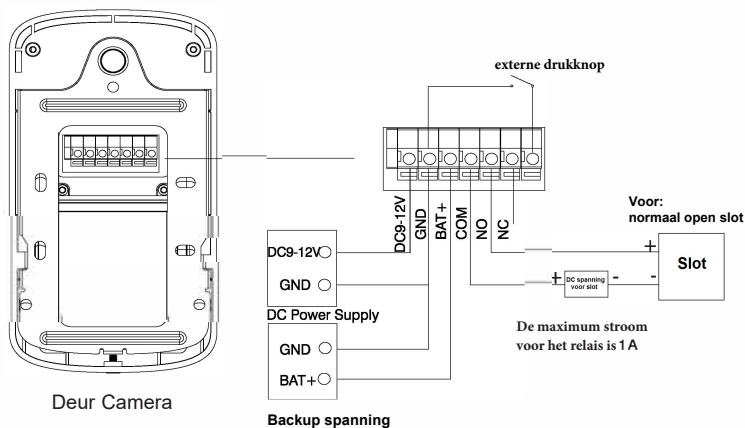 externe drukknop
DC9-12V
GND
BAT+
COM
NO
NC
Voor:
normaal open slot
+
-
Slot
+
DC spanning
voor slot
-
DC9-12V
GND
DC Power Supply
De maximum stroom
voor het relais is 1 A
GND
BAT+
Deur Camera
Backup spanning